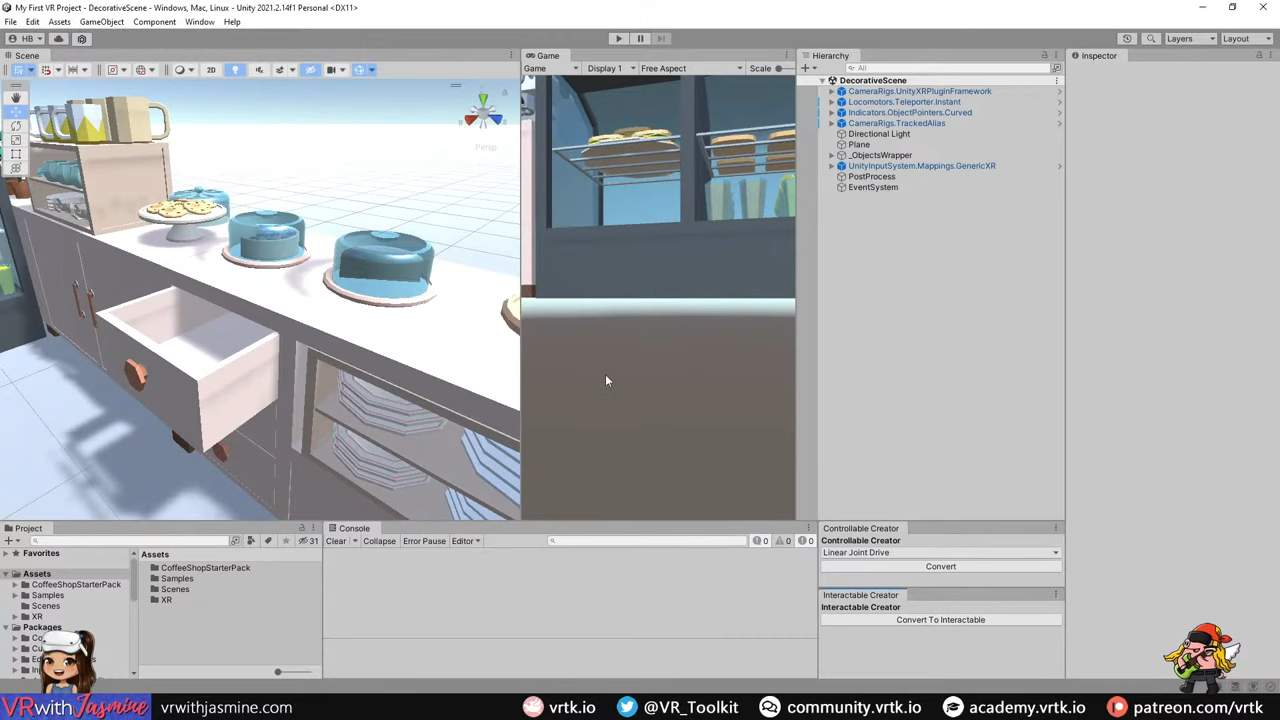 My First VR Project - DecorativeScene - Windows, Mac, Linux - Unity 2021.2.14f1 Personal <DX11>
File Edit Assets GameObject Component Window Help
HB
Layers
Layout
Scene
2D
Persp
Game
Game
Display 1
Free Aspect
Scale
Hierarchy
All
DecorativeScene
CameraRigs.UnityXRPluginFramework
Locomotors.Teleporter.Instant
Indicators.ObjectPointers.Curved
CameraRigs.TrackedAlias
Directional Light
Plane
_ObjectsWrapper
UnityInputSystem.Mappings.GenericXR
PostProcess
EventSystem
Inspector
Project
31
Favorites
Assets
CoffeeShopStarterPack
Samples
Scenes
XR
Packages
Assets
CoffeeShopStarterPack
Samples
Scenes
XR
Console
Clear Collapse Error Pause Editor
0 0 0
Controllable Creator
Controllable Creator
Linear Joint Drive
Convert
Interactable Creator
Interactable Creator
Convert To Interactable
VRwithJasmine vrwithjasmine.com vrtk.io @VR_Toolkit community.vrtk.io academy.vrtk.io patreon.com/vrtk